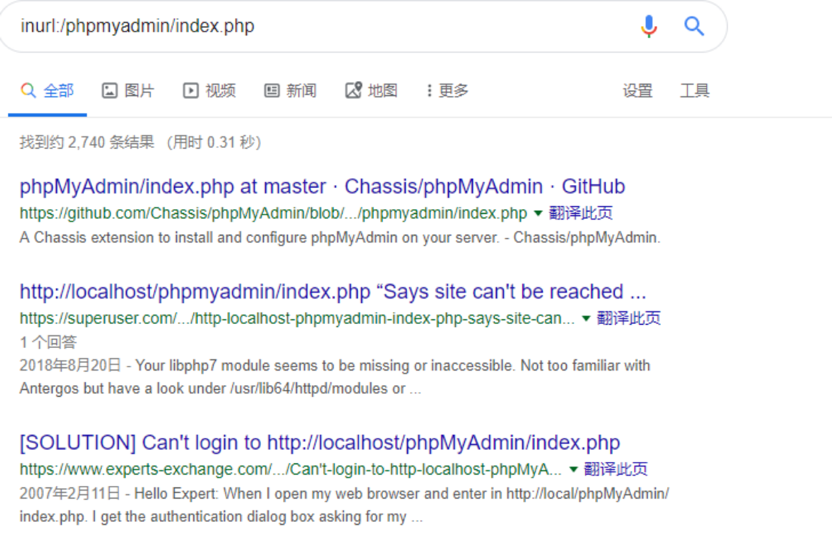 inurl:/phpmyadmin/index.php
全部 图片 视频 新闻 地图 更多 设置 工具
找到约 2,740 条结果 （用时 0.31 秒）
phpMyAdmin/index.php at master · Chassis/phpMyAdmin · GitHub
https://github.com/Chassis/phpMyAdmin/blob/.../phpmyadmin/index.php ▼ 翻译此页
A Chassis extension to install and configure phpMyAdmin on your server. - Chassis/phpMyAdmin.
http://localhost/phpmyadmin/index.php “Says site can't be reached ...
https://superuser.com/.../http-localhost-phpmyadmin-index-php-says-site-can... ▼ 翻译此页
1 个回答
2018年8月20日 - Your libphp7 module seems to be missing or inaccessible. Not too familiar with
Antergos but have a look under /usr/lib64/httpd/modules or ...
[SOLUTION] Can't login to http://localhost/phpMyAdmin/index.php
https://www.experts-exchange.com/.../Can't-login-to-http-localhost-phpMyA... ▼ 翻译此页
2007年2月11日 - Hello Expert: When I open my web browser and enter in http://local/phpMyAdmin/
index.php. I get the authentication dialog box asking for my ...